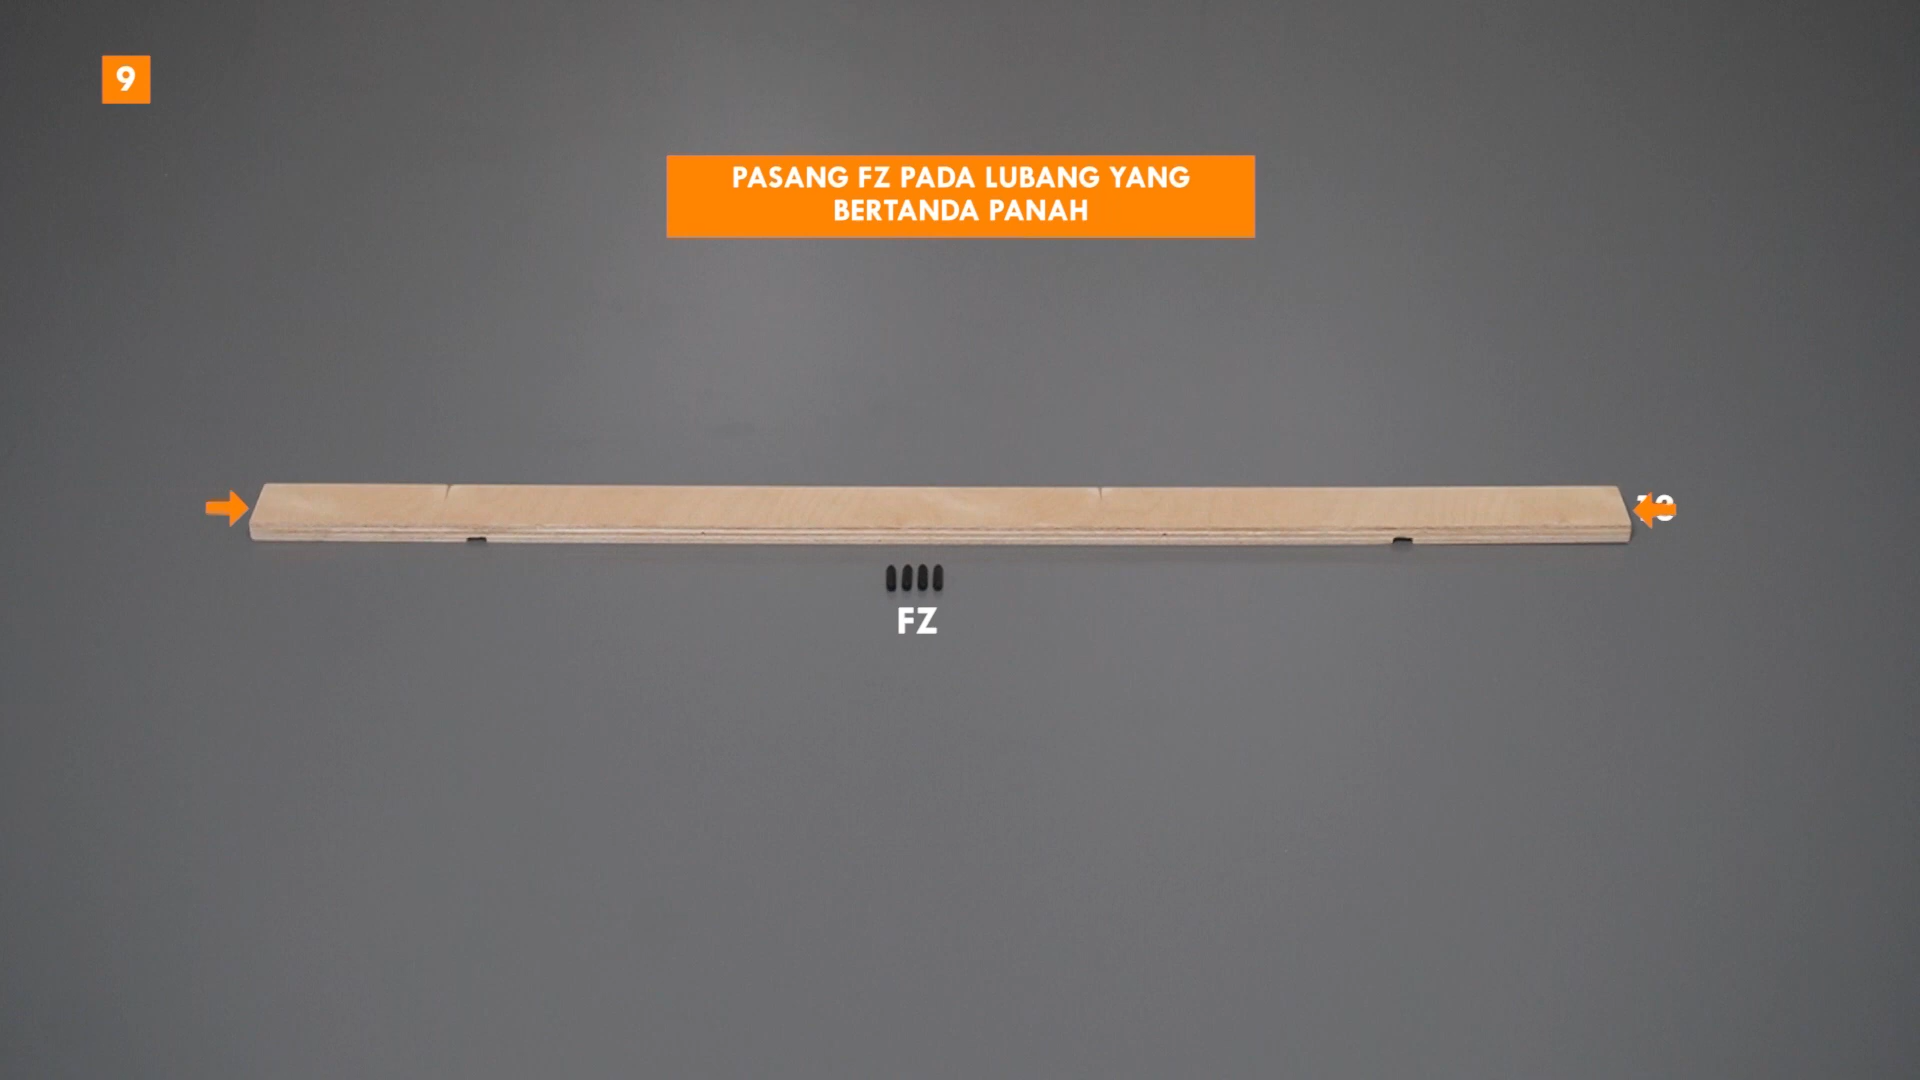 9
PASANG FZ PADA LUBANG YANG
BERTANDA PANAH
FZ